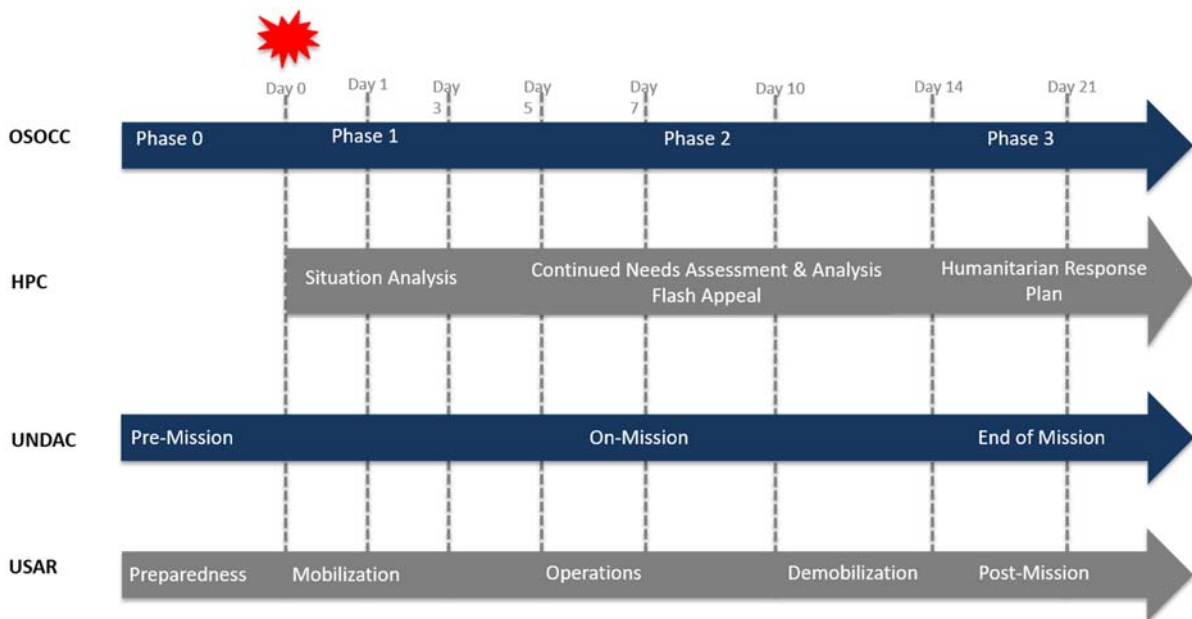 Day 0
Day 1
Day
3
Day
5
Day
7
Day 10
Day 14
Day 21
OSOCC
Phase 0
Phase 1
Phase 2
Phase 3
HPC
Situation Analysis
Continued Needs Assessment & Analysis
Flash Appeal
Humanitarian Response
Plan
UNDAC
Pre-Mission
On-Mission
End of Mission
USAR
Preparedness
Mobilization
Operations
Demobilization
Post-Mission